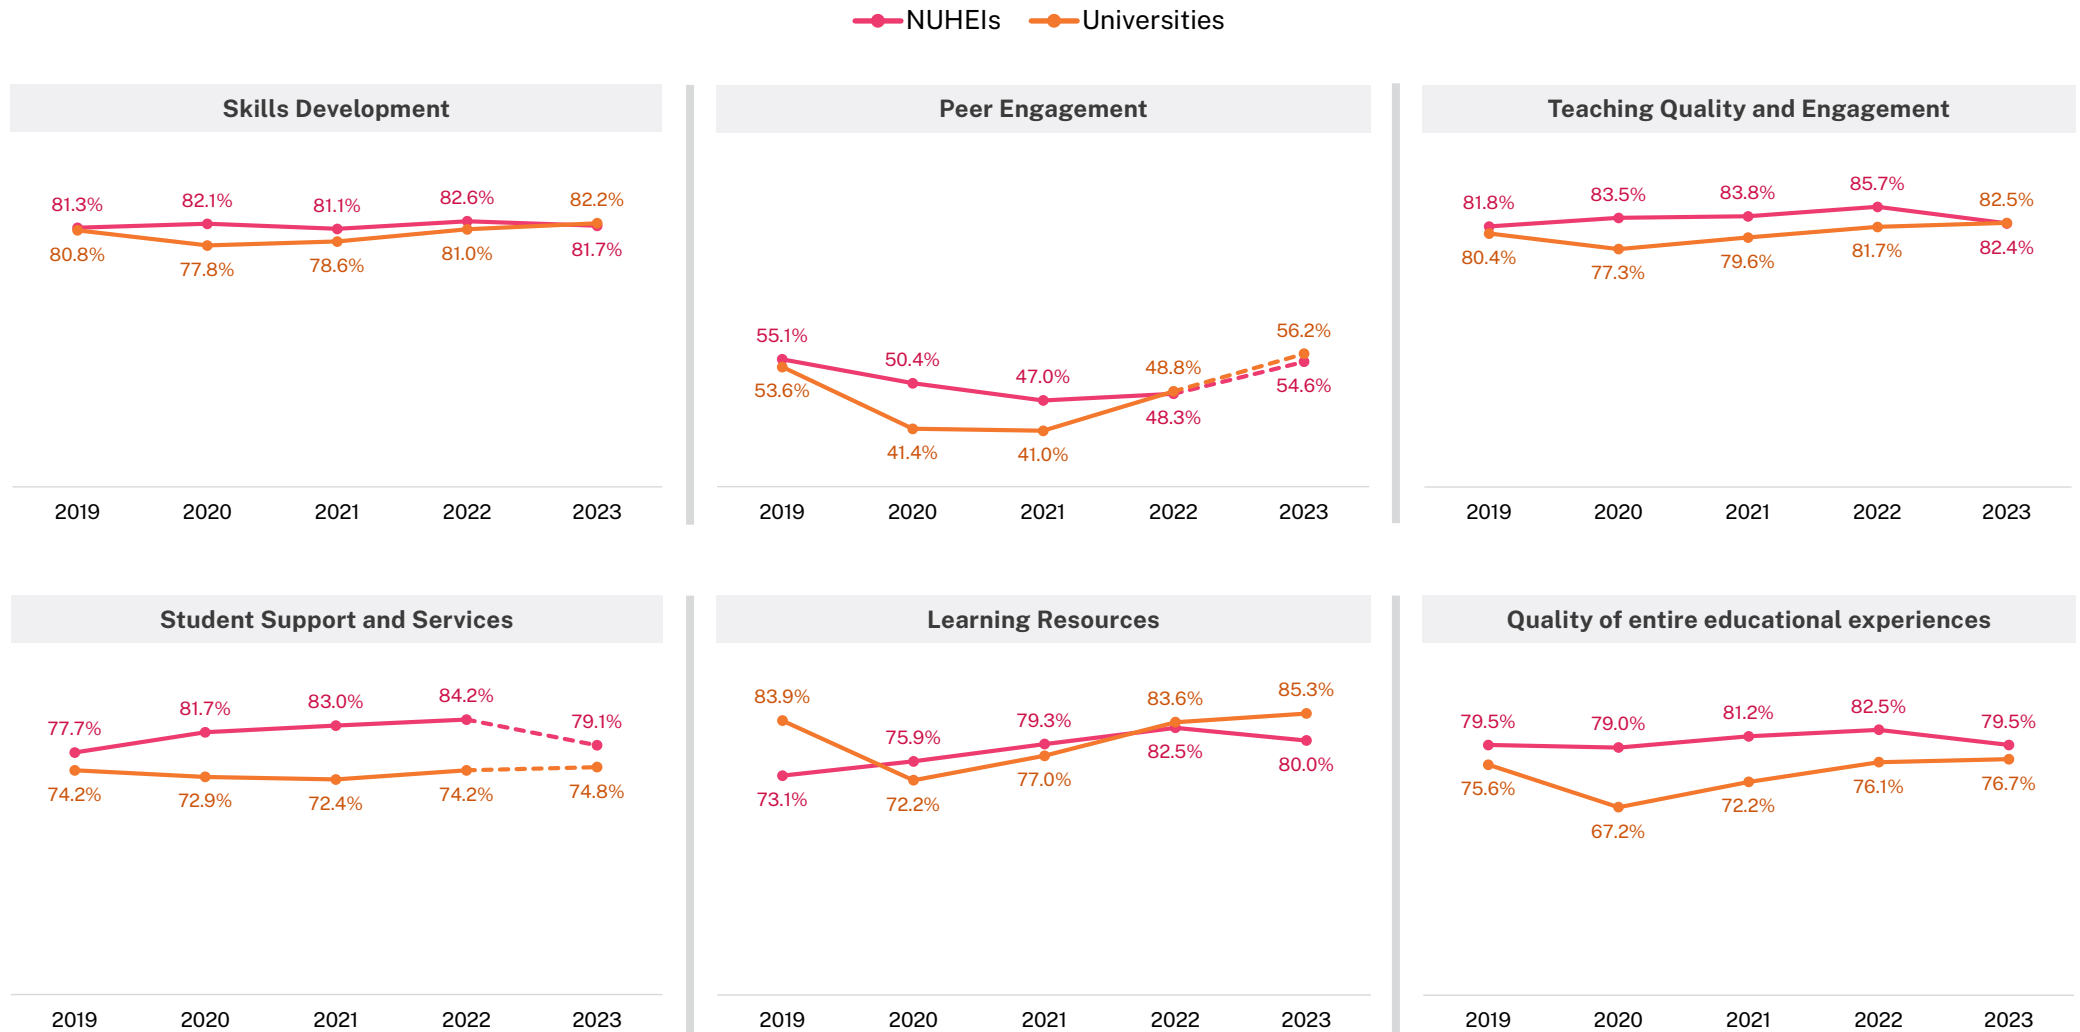 NUHEIs Universities
Skills Development
81.3% 82.1% 81.1% 82.6% 82.2%
80.8% 77.8% 78.6% 81.0% 81.7%
2019 2020 2021 2022 2023
Peer Engagement
55.1% 50.4% 47.0% 48.8% 56.2%
53.6% 41.4% 41.0% 48.3% 54.6%
2019 2020 2021 2022 2023
Teaching Quality and Engagement
81.8% 83.5% 83.8% 85.7% 82.5%
80.4% 77.3% 79.6% 81.7% 82.4%
2019 2020 2021 2022 2023
Student Support and Services
77.7% 81.7% 83.0% 84.2% 79.1%
74.2% 72.9% 72.4% 74.2% 74.8%
2019 2020 2021 2022 2023
Learning Resources
83.9% 75.9% 79.3% 83.6% 85.3%
73.1% 72.2% 77.0% 82.5% 80.0%
2019 2020 2021 2022 2023
Quality of entire educational experiences
79.5% 79.0% 81.2% 82.5% 79.5%
75.6% 67.2% 72.2% 76.1% 76.7%
2019 2020 2021 2022 2023